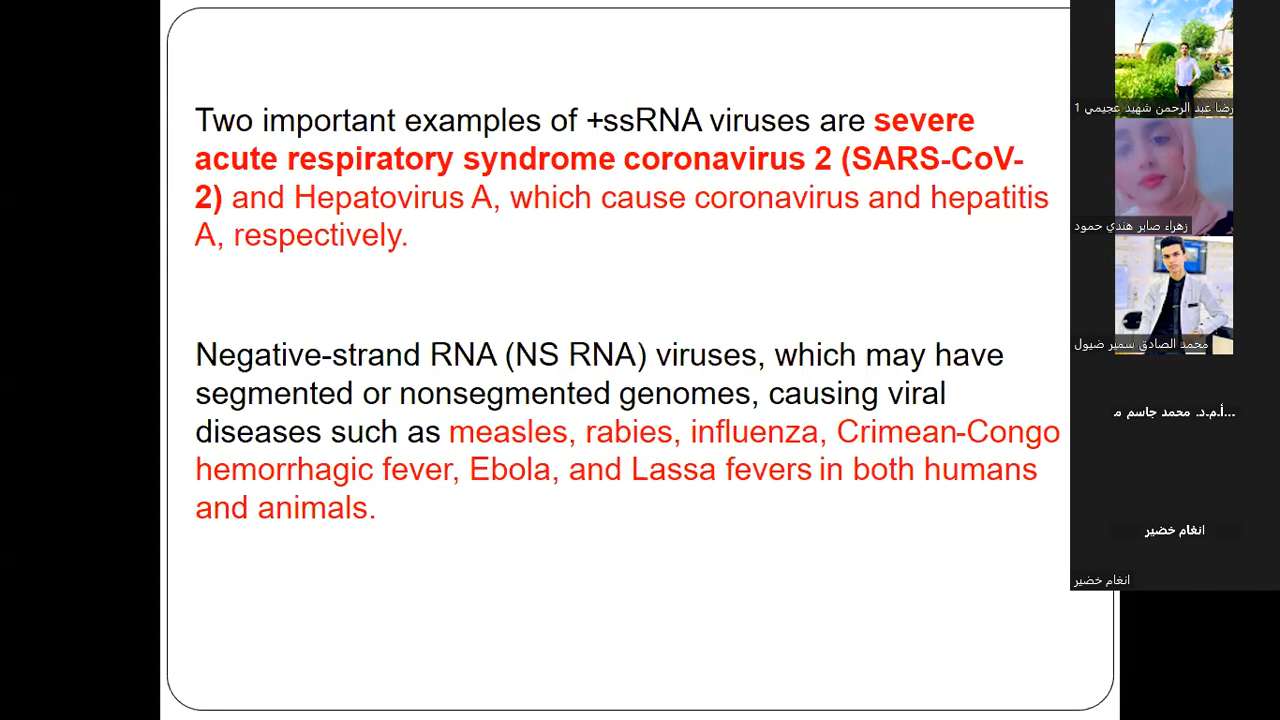 Two important examples of +ssRNA viruses are severe
acute respiratory syndrome coronavirus 2 (SARS-CoV-
2) and Hepatovirus A, which cause coronavirus and hepatitis
A, respectively.
Negative-strand RNA (NS RNA) viruses, which may have
segmented or nonsegmented genomes, causing viral
diseases such as measles, rabies, influenza, Crimean-Congo
hemorrhagic fever, Ebola, and Lassa fevers in both humans
and animals.
رضا عبد الرحمن شهيد عجيمي 1
زهراء صابر هندي حمود
محمد الصادق سمير ضيول
أ.م.د. محمد جاسم مـ...
انغام خضير
انغام خضير